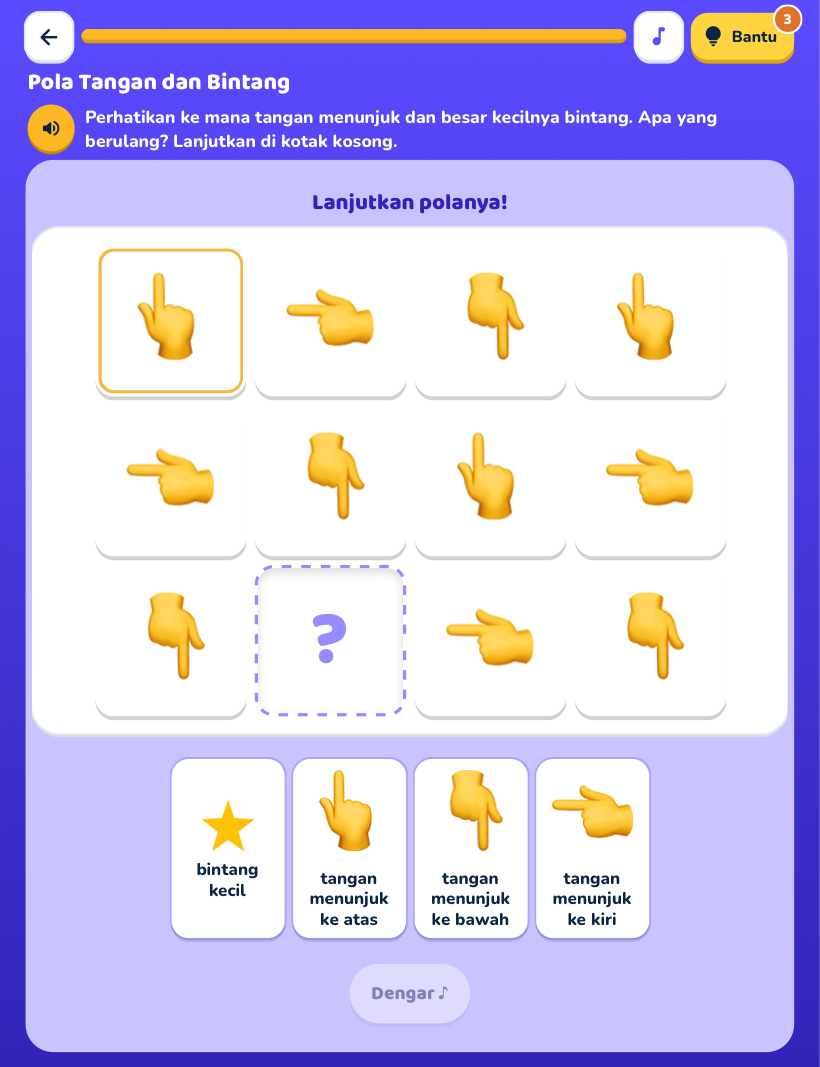 3
Bantu
Pola Tangan dan Bintang
Perhatikan ke mana tangan menunjuk dan besar kecilnya bintang. Apa yang
berulang? Lanjutkan di kotak kosong.
Lanjutkan polanya!
?
bintang
kecil
tangan
menunjuk
ke atas
tangan
menunjuk
ke bawah
tangan
menunjuk
ke kiri
Dengar ♪